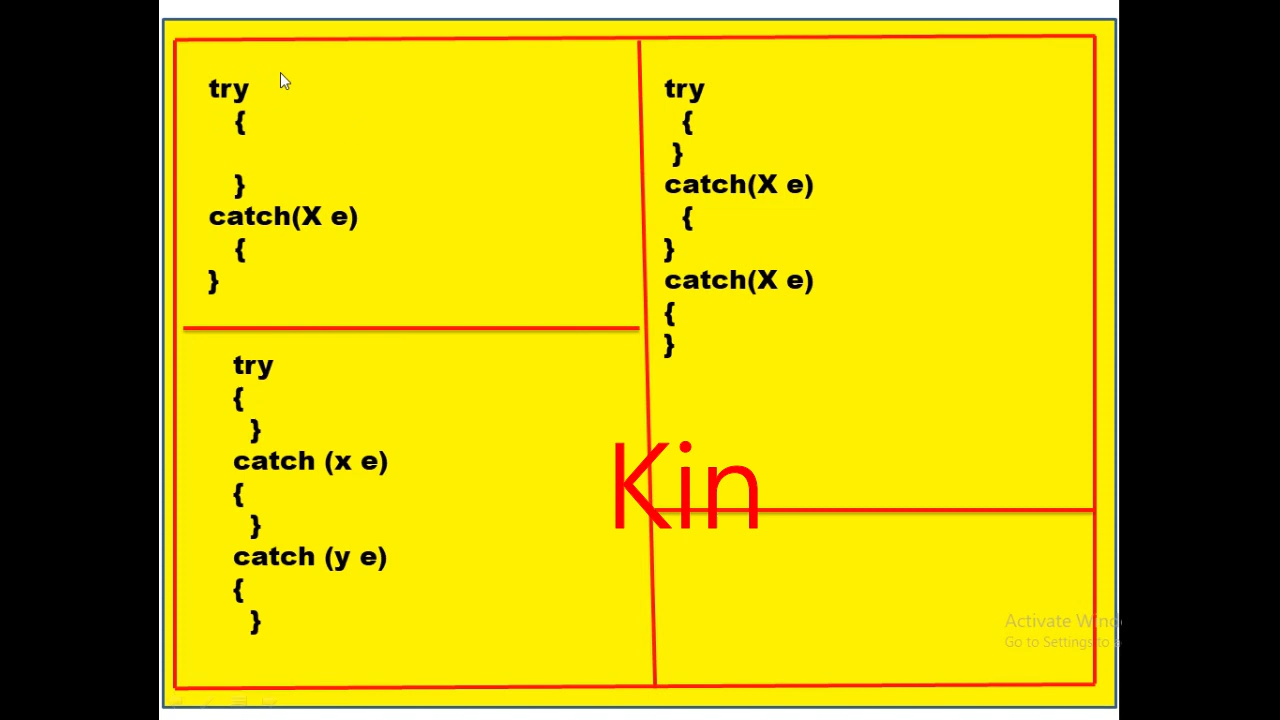 try
{
}
catch(X e)
{
}
try
{
}
catch (x e)
{
}
catch (y e)
{
}
try
{
}
catch(X e)
{
}
catch(X e)
{
}
Kin
Activate Wind
Go to Settings to